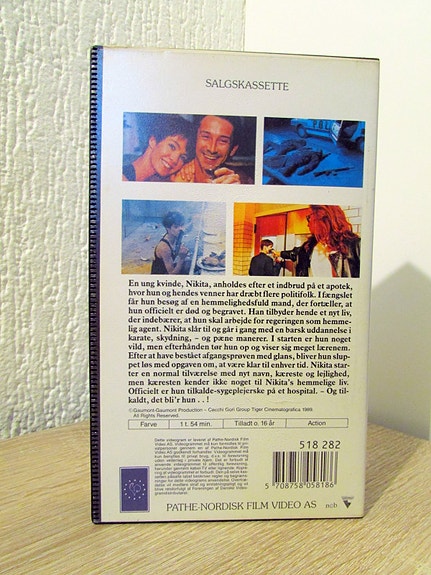 SALGSKASSETTE
En ung kvinde, Nikita, anholdes efter et indbrud på et apotek,
hvor hun og hendes venner har dræbt flere politifolk. I fængslet
får hun besøg af en hemmelighedsfuld mand, der fortæller, at
hun officielt er død og begravet. Han tilbyder hende et nyt liv,
der indebærer, at hun skal arbejde for regeringen som hemme-
lig agent. Nikita slår til og går i gang med en barsk uddannelse i
karate, skydning, – og pæne manerer. I starten er hun noget
vild, men efterhånden tør hun op og viser sig meget lærenem.
Efter at have bestået afgangsprøven med glans, bliver hun slup-
pet løs med opgaven om, at være klar til enhver tid. Nikita star-
ter en normal tilværelse med nyt navn, kæreste og lejlighed,
men kæresten kender ikke noget til Nikita's hemmelige liv.
Officielt er hun tilkalde-sygeplejerske på et hospital. – Og til-
kaldt, det bli'r hun . . !
©Gaumont-Gaumont Production – Cecchi Gori Group Tiger Cinematografica 1989.
All Rights Reserved.
Farve 1 t. 54 min. Tilladt o. 16 år Action
518 282
5 708758 058186
PATHE-NORDISK FILM VIDEO AS ncb